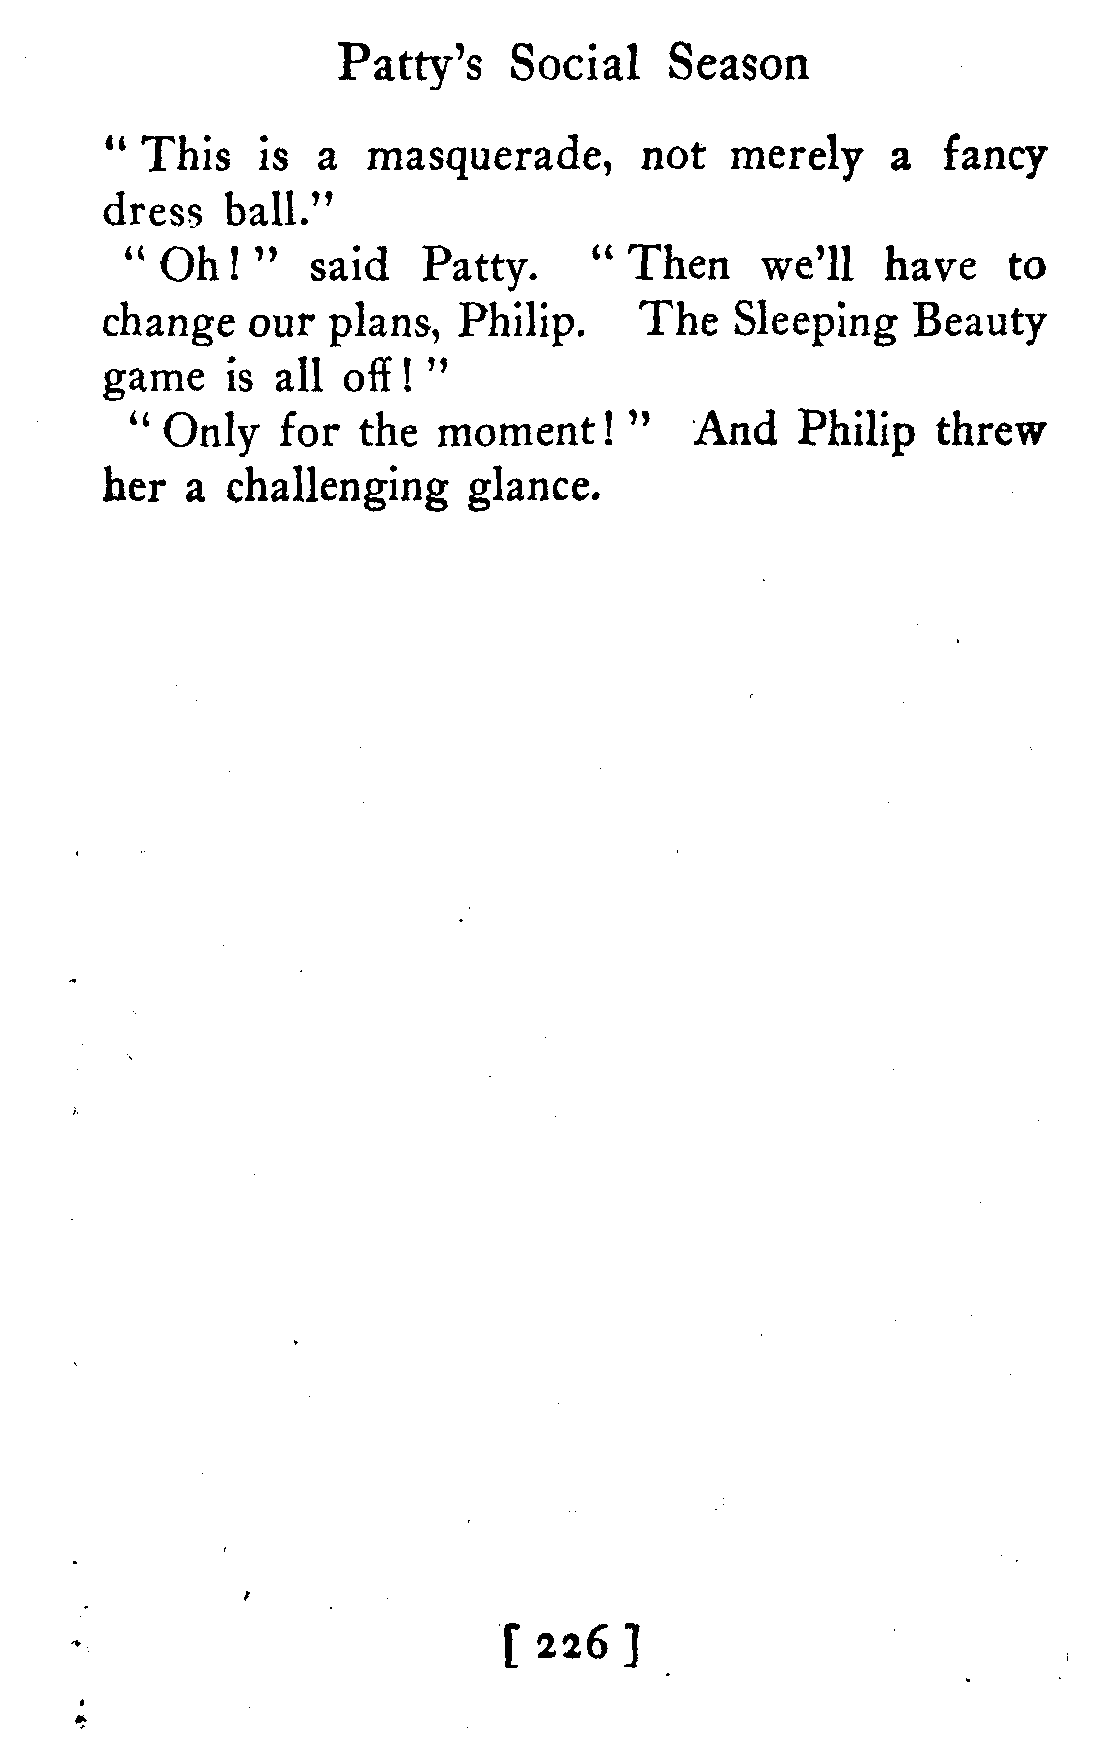 Patty's Social Season
" This is a masquerade, not merely a fancy
dress ball."
" Oh! " said Patty. " Then we'll have to
change our plans, Philip. The Sleeping Beauty
game is all off! "
" Only for the moment! " And Philip threw
her a challenging glance.
[ 226 ]